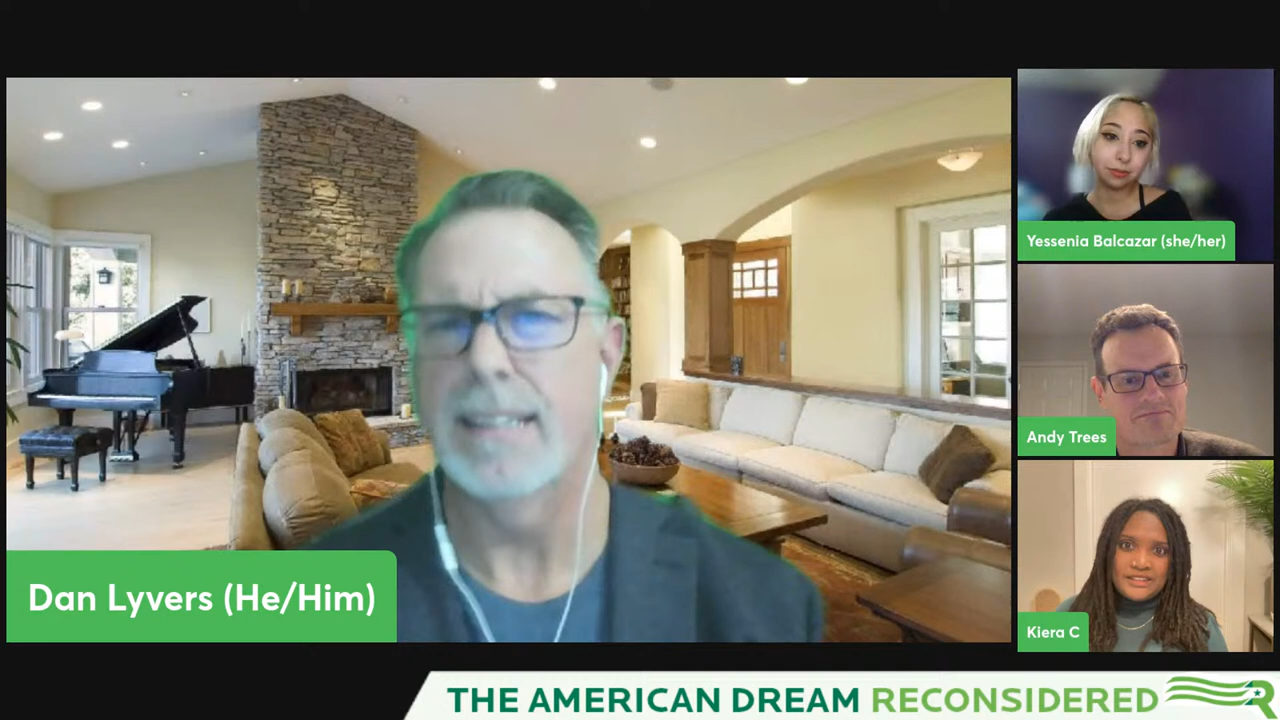 Yessenia Balcazar (she/her)
Andy Trees
Dan Lyvers (He/Him)
Kiera C
THE AMERICAN DREAM RECONSIDERED